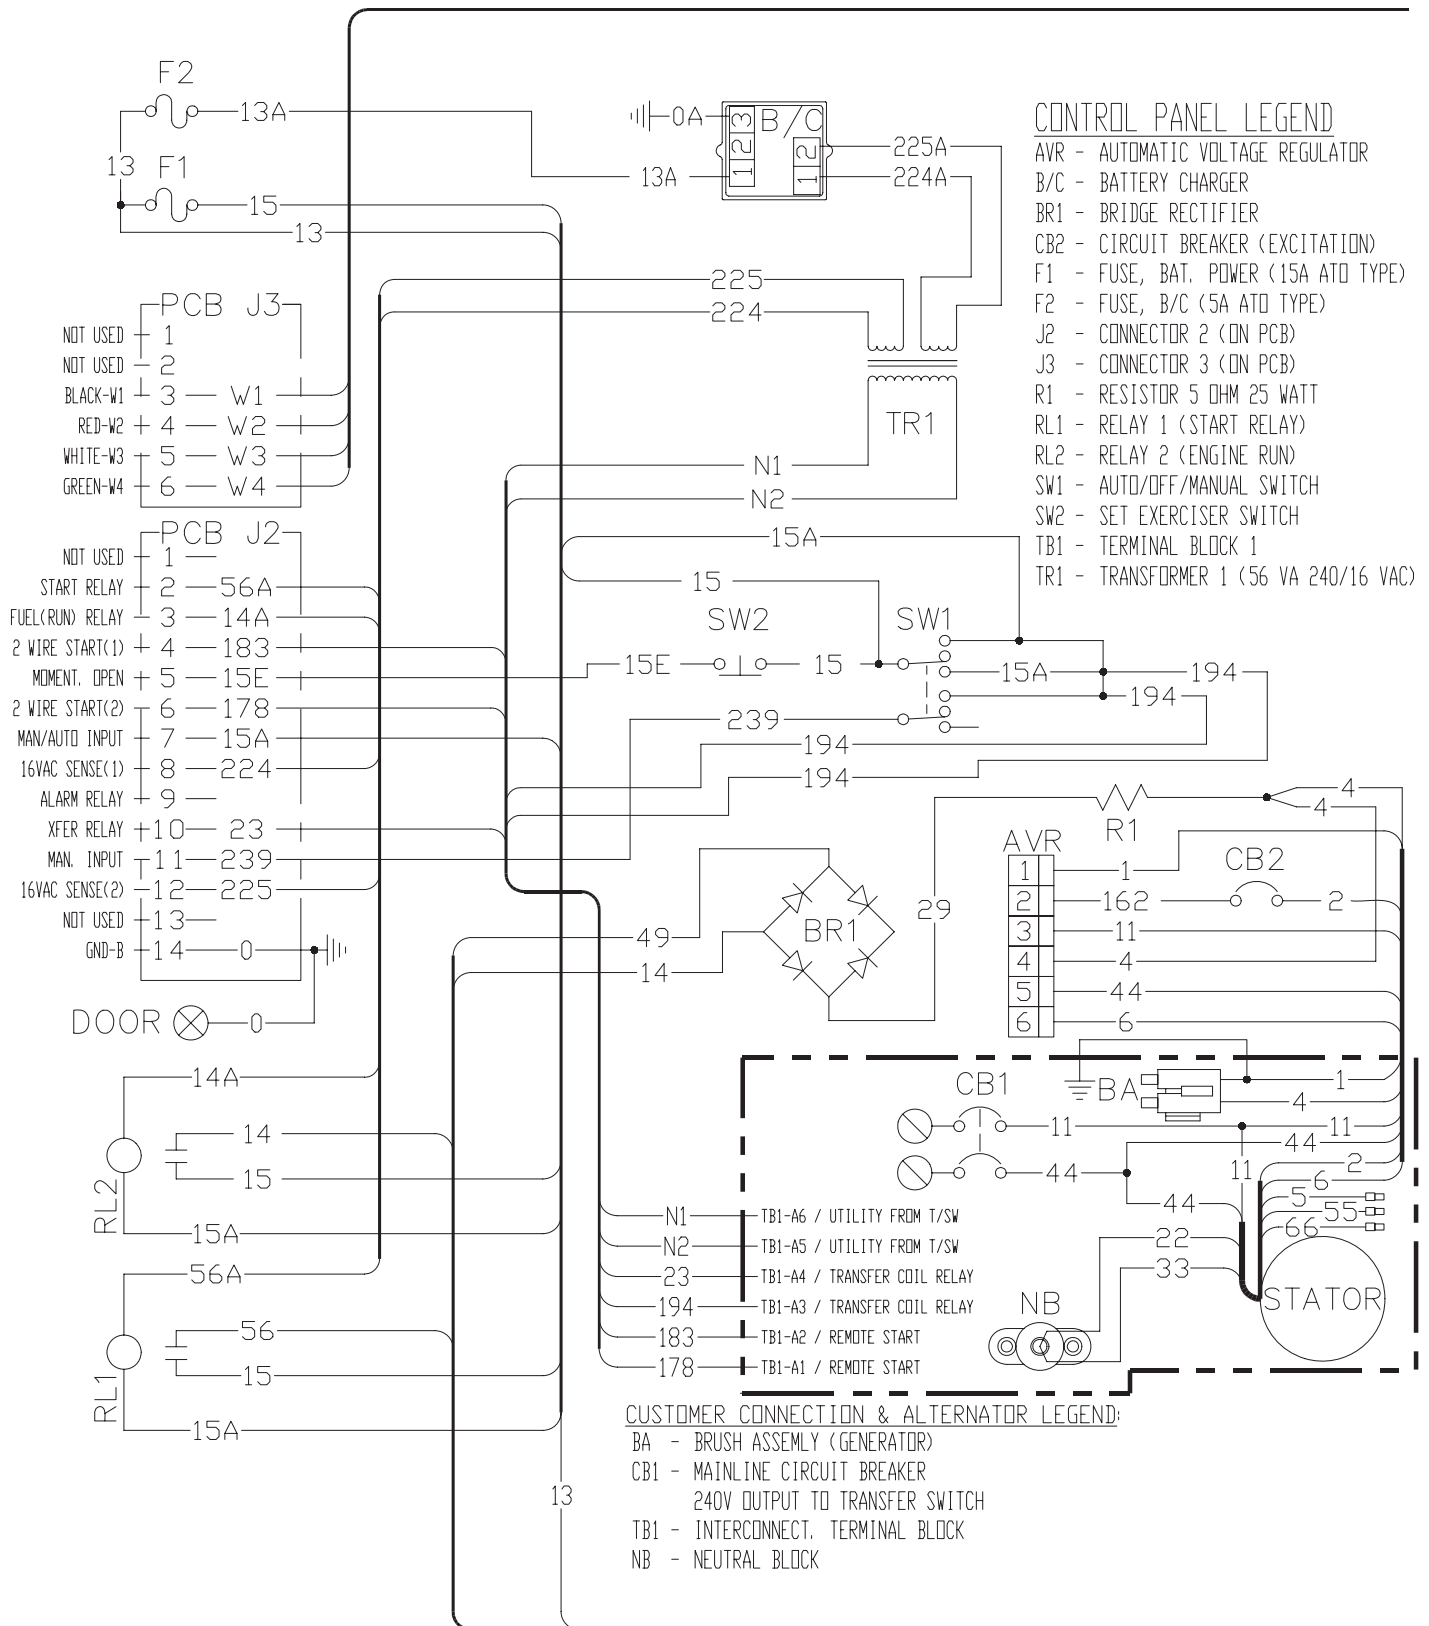 F2
13A
0A
3
2
1
B/C
2
1
225A
224A
13A
13
F1
15
13
CONTROL PANEL LEGEND
AVR - AUTOMATIC VOLTAGE REGULATOR
B/C - BATTERY CHARGER
BR1 - BRIDGE RECTIFIER
CB2 - CIRCUIT BREAKER (EXCITATION)
F1 - FUSE, BAT. POWER (15A ATO TYPE)
F2 - FUSE, B/C (5A ATO TYPE)
J2 - CONNECTOR 2 (ON PCB)
J3 - CONNECTOR 3 (ON PCB)
R1 - RESISTOR 5 OHM 25 WATT
RL1 - RELAY 1 (START RELAY)
RL2 - RELAY 2 (ENGINE RUN)
SW1 - AUTO/OFF/MANUAL SWITCH
SW2 - SET EXERCISER SWITCH
TB1 - TERMINAL BLOCK 1
TR1 - TRANSFORMER 1 (56 VA 240/16 VAC)
225
224
TR1
N1
N2
PCB J3
NOT USED 1
NOT USED 2
BLACK-W1 3 W1
RED-W2 4 W2
WHITE-W3 5 W3
GREEN-W4 6 W4
PCB J2
NOT USED 1
START RELAY 2 56A
FUEL(RUN) RELAY 3 14A
2 WIRE START(1) 4 183
MOMENT. OPEN 5 15E
2 WIRE START(2) 6 178
MAN/AUTO INPUT 7 15A
16VAC SENSE(1) 8 224
ALARM RELAY 9
XFER RELAY 10 23
MAN. INPUT 11 239
16VAC SENSE(2) 12 225
NOT USED 13
GND-B 14 0
DOOR 0
15A
15
SW2
SW1
15E
15
15A
194
194
239
194
194
R1
4
4
AVR
1 1
2 162
CB2
2
3 11
4 4
5 44
6 6
29
49
14
BR1
14A
14
15
15A
RL2
56A
56
15
15A
RL1
13
CB1
BA
1
4
11
11
44
44
11
2
6
5
55
66
44
22
33
NB
STATOR
N1 TB1-A6 / UTILITY FROM T/SW
N2 TB1-A5 / UTILITY FROM T/SW
23 TB1-A4 / TRANSFER COIL RELAY
194 TB1-A3 / TRANSFER COIL RELAY
183 TB1-A2 / REMOTE START
178 TB1-A1 / REMOTE START
CUSTOMER CONNECTION & ALTERNATOR LEGEND:
BA - BRUSH ASSEMLY (GENERATOR)
CB1 - MAINLINE CIRCUIT BREAKER
240V OUTPUT TO TRANSFER SWITCH
TB1 - INTERCONNECT. TERMINAL BLOCK
NB - NEUTRAL BLOCK